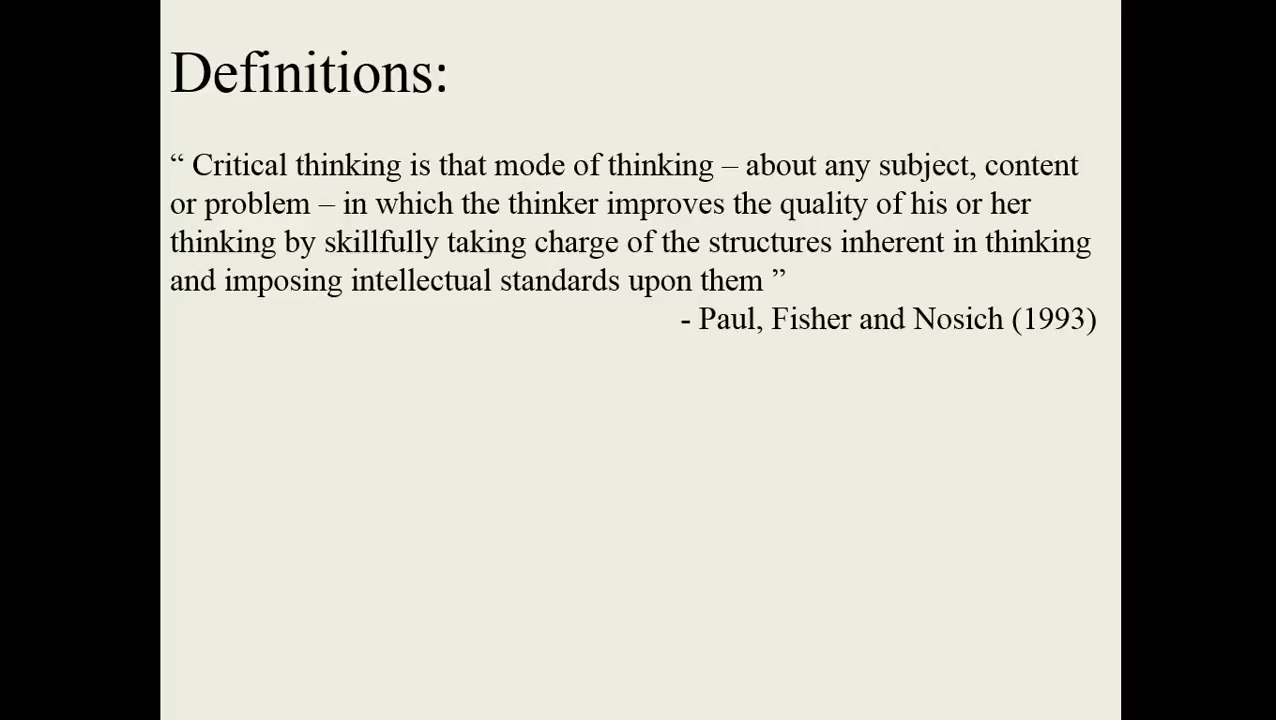 Definitions:
“ Critical thinking is that mode of thinking – about any subject, content
or problem – in which the thinker improves the quality of his or her
thinking by skillfully taking charge of the structures inherent in thinking
and imposing intellectual standards upon them ”
- Paul, Fisher and Nosich (1993)